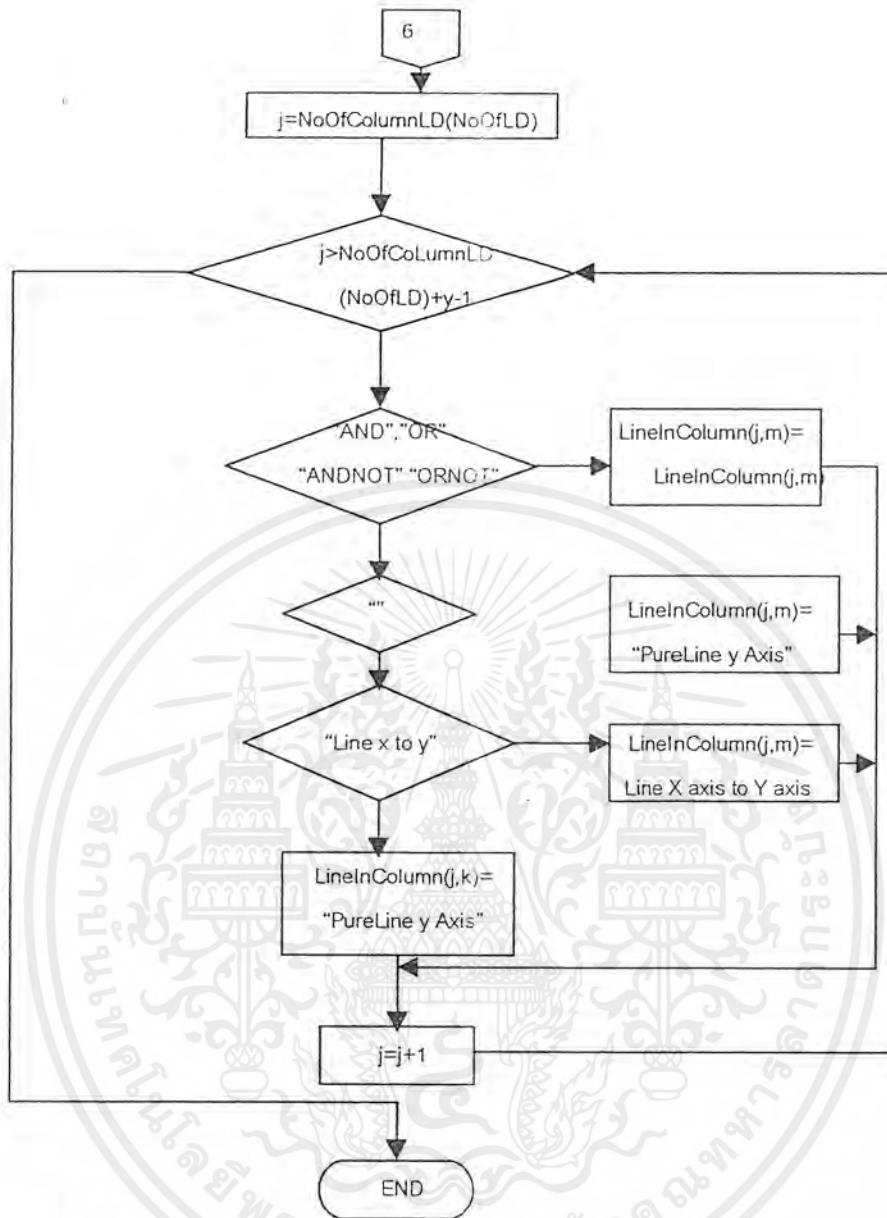 6
j=NoOfColumnLD(NoOfLD)
j>NoOfCoLumnLD
(NoOfLD)+y-1
"AND","OR"
"ANDNOT","ORNOT"
LineInColumn(j,m)=
LineInColumn(j,m)
“”
LineInColumn(j,m)=
“PureLine y Axis”
“Line x to y”
LineInColumn(j,m)=
Line X axis to Y axis
LineInColumn(j,k)=
“PureLine y Axis”
j=j+1
END